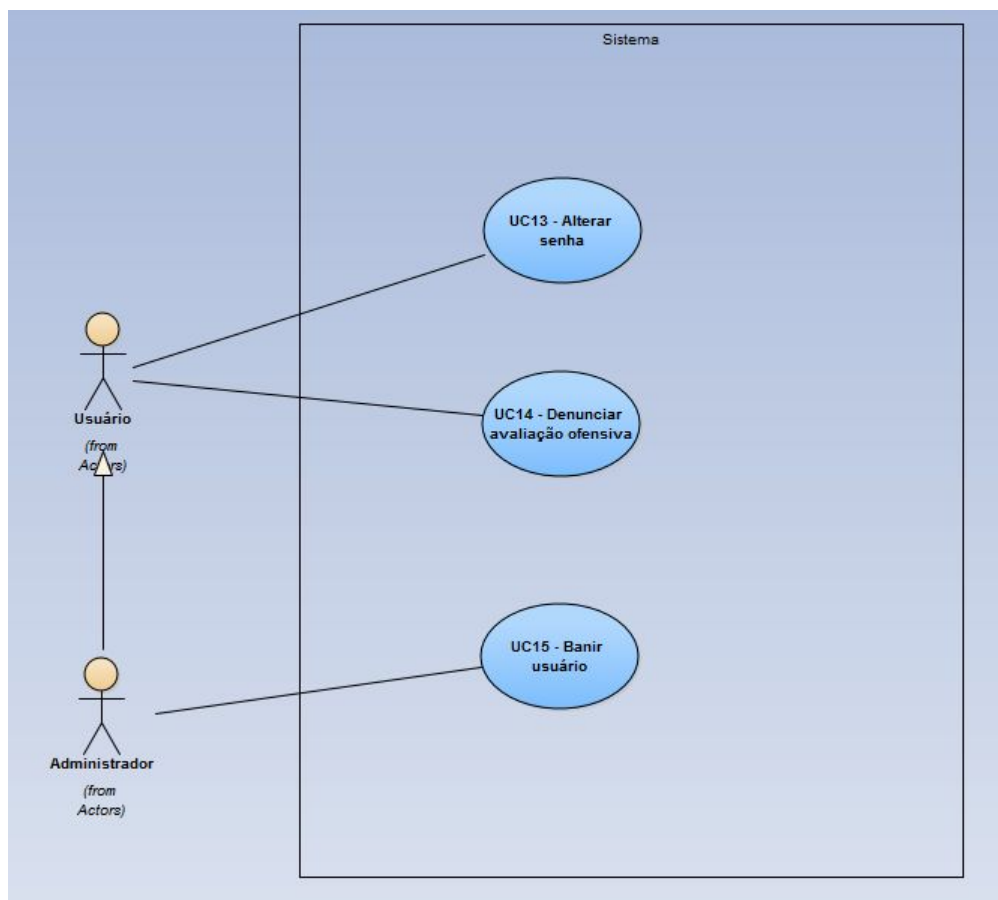 Sistema
UC13 - Alterar
senha
Usuário
(from
Actors)
UC14 - Denunciar
avaliação ofensiva
UC15 - Banir
usuário
Administrador
(from
Actors)